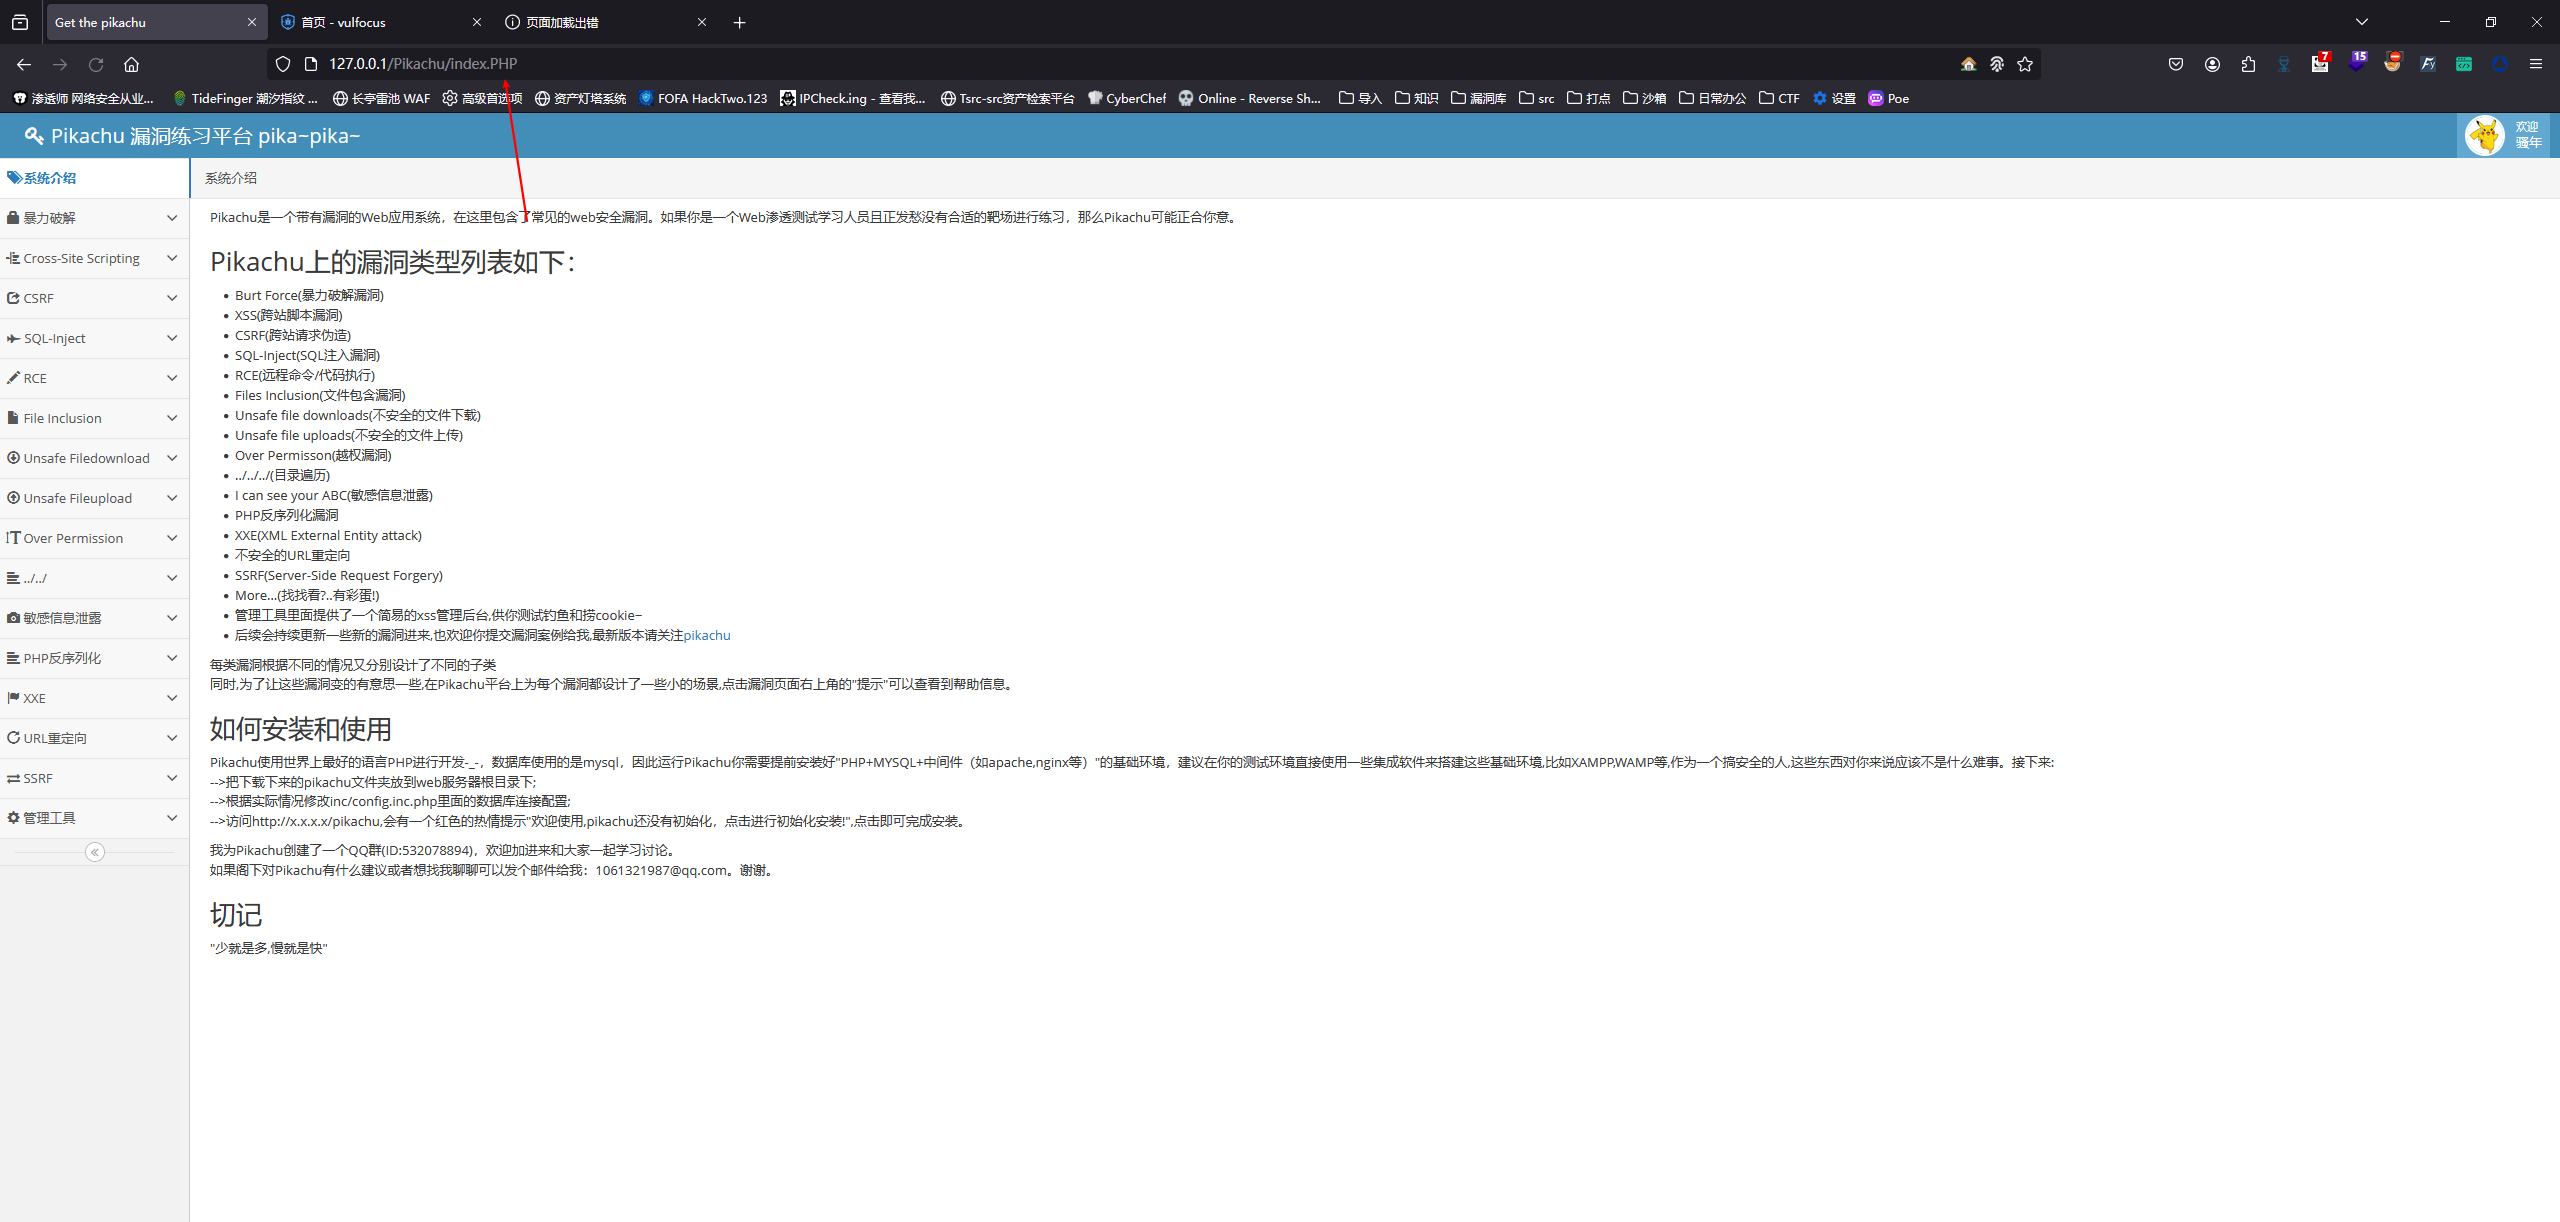 Get the pikachu
首页 - vulfocus
页面加载出错
127.0.0.1/Pikachu/index.PHP
7
15
渗透师 网络安全从业...
TideFinger 潮汐指纹 ...
长亭雷池 WAF
高级首选项
资产灯塔系统
FOFA HackTwo.123
IPCheck.ing - 查看我...
Tsrc-src资产检索平台
CyberChef
Online - Reverse Sh...
导入
知识
漏洞库
src
打点
沙箱
日常办公
CTF
设置
Poe
Pikachu 漏洞练习平台 pika~pika~
欢迎
骚年
系统介绍
暴力破解
Cross-Site Scripting
CSRF
SQL-Inject
RCE
File Inclusion
Unsafe Filedownload
Unsafe Fileupload
Over Permission
../../
敏感信息泄露
PHP反序列化
XXE
URL重定向
SSRF
管理工具
系统介绍
Pikachu是一个带有漏洞的Web应用系统，在这里包含了常见的web安全漏洞。如果你是一个Web渗透测试学习人员且正发愁没有合适的靶场进行练习，那么Pikachu可能正合你意。
Pikachu上的漏洞类型列表如下：
Burt Force(暴力破解漏洞)
XSS(跨站脚本漏洞)
CSRF(跨站请求伪造)
SQL-Inject(SQL注入漏洞)
RCE(远程命令/代码执行)
Files Inclusion(文件包含漏洞)
Unsafe file downloads(不安全的文件下载)
Unsafe file uploads(不安全的文件上传)
Over Permisson(越权漏洞)
../../../(目录遍历)
I can see your ABC(敏感信息泄露)
PHP反序列化漏洞
XXE(XML External Entity attack)
不安全的URL重定向
SSRF(Server-Side Request Forgery)
More...(找找看?..有彩蛋!)
管理工具里面提供了一个简易的xss管理后台,供你测试钓鱼和捞cookie~
后续会持续更新一些新的漏洞进来,也欢迎你提交漏洞案例给我,最新版本请关注pikachu
每类漏洞根据不同的情况又分别设计了不同的子类
同时,为了让这些漏洞变的有意思一些,在Pikachu平台上为每个漏洞都设计了一些小的场景,点击漏洞页面右上角的"提示"可以查看到帮助信息。
如何安装和使用
Pikachu使用世界上最好的语言PHP进行开发-_-，数据库使用的是mysql，因此运行Pikachu你需要提前安装好"PHP+MYSQL+中间件（如apache,nginx等）"的基础环境，建议在你的测试环境直接使用一些集成软件来搭建这些基础环境,比如XAMPP,WAMP等,作为一个搞安全的人,这些东西对你来说应该不是什么难事。接下来:
-->把下载下来的pikachu文件夹放到web服务器根目录下;
-->根据实际情况修改inc/config.inc.php里面的数据库连接配置;
-->访问http://x.x.x.x/pikachu,会有一个红色的热情提示"欢迎使用,pikachu还没有初始化，点击进行初始化安装!",点击即可完成安装。
我为Pikachu创建了一个QQ群(ID:532078894)，欢迎加进来和大家一起学习讨论。
如果阁下对Pikachu有什么建议或者想找我聊聊可以发个邮件给我：1061321987@qq.com。谢谢。
切记
"少就是多,慢就是快"